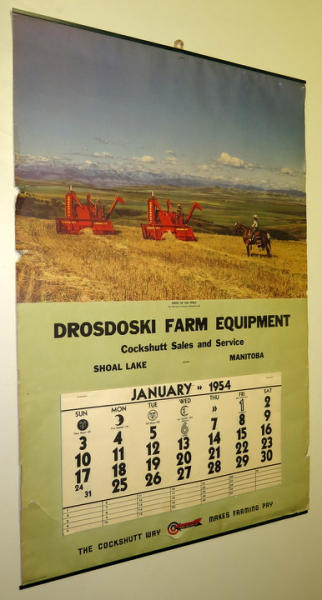 DROSDOSKI FARM EQUIPMENT
Cockshutt Sales and Service
SHOAL LAKE MANITOBA
JANUARY 1954
SUN MON TUE WED THU FRI SAT
1 2
3 4 5 6 7 8 9
10 11 12 13 14 15 16
17 18 19 20 21 22 23
24 31 25 26 27 28 29 30
THE COCKSHUTT WAY MAKES FARMING PAY